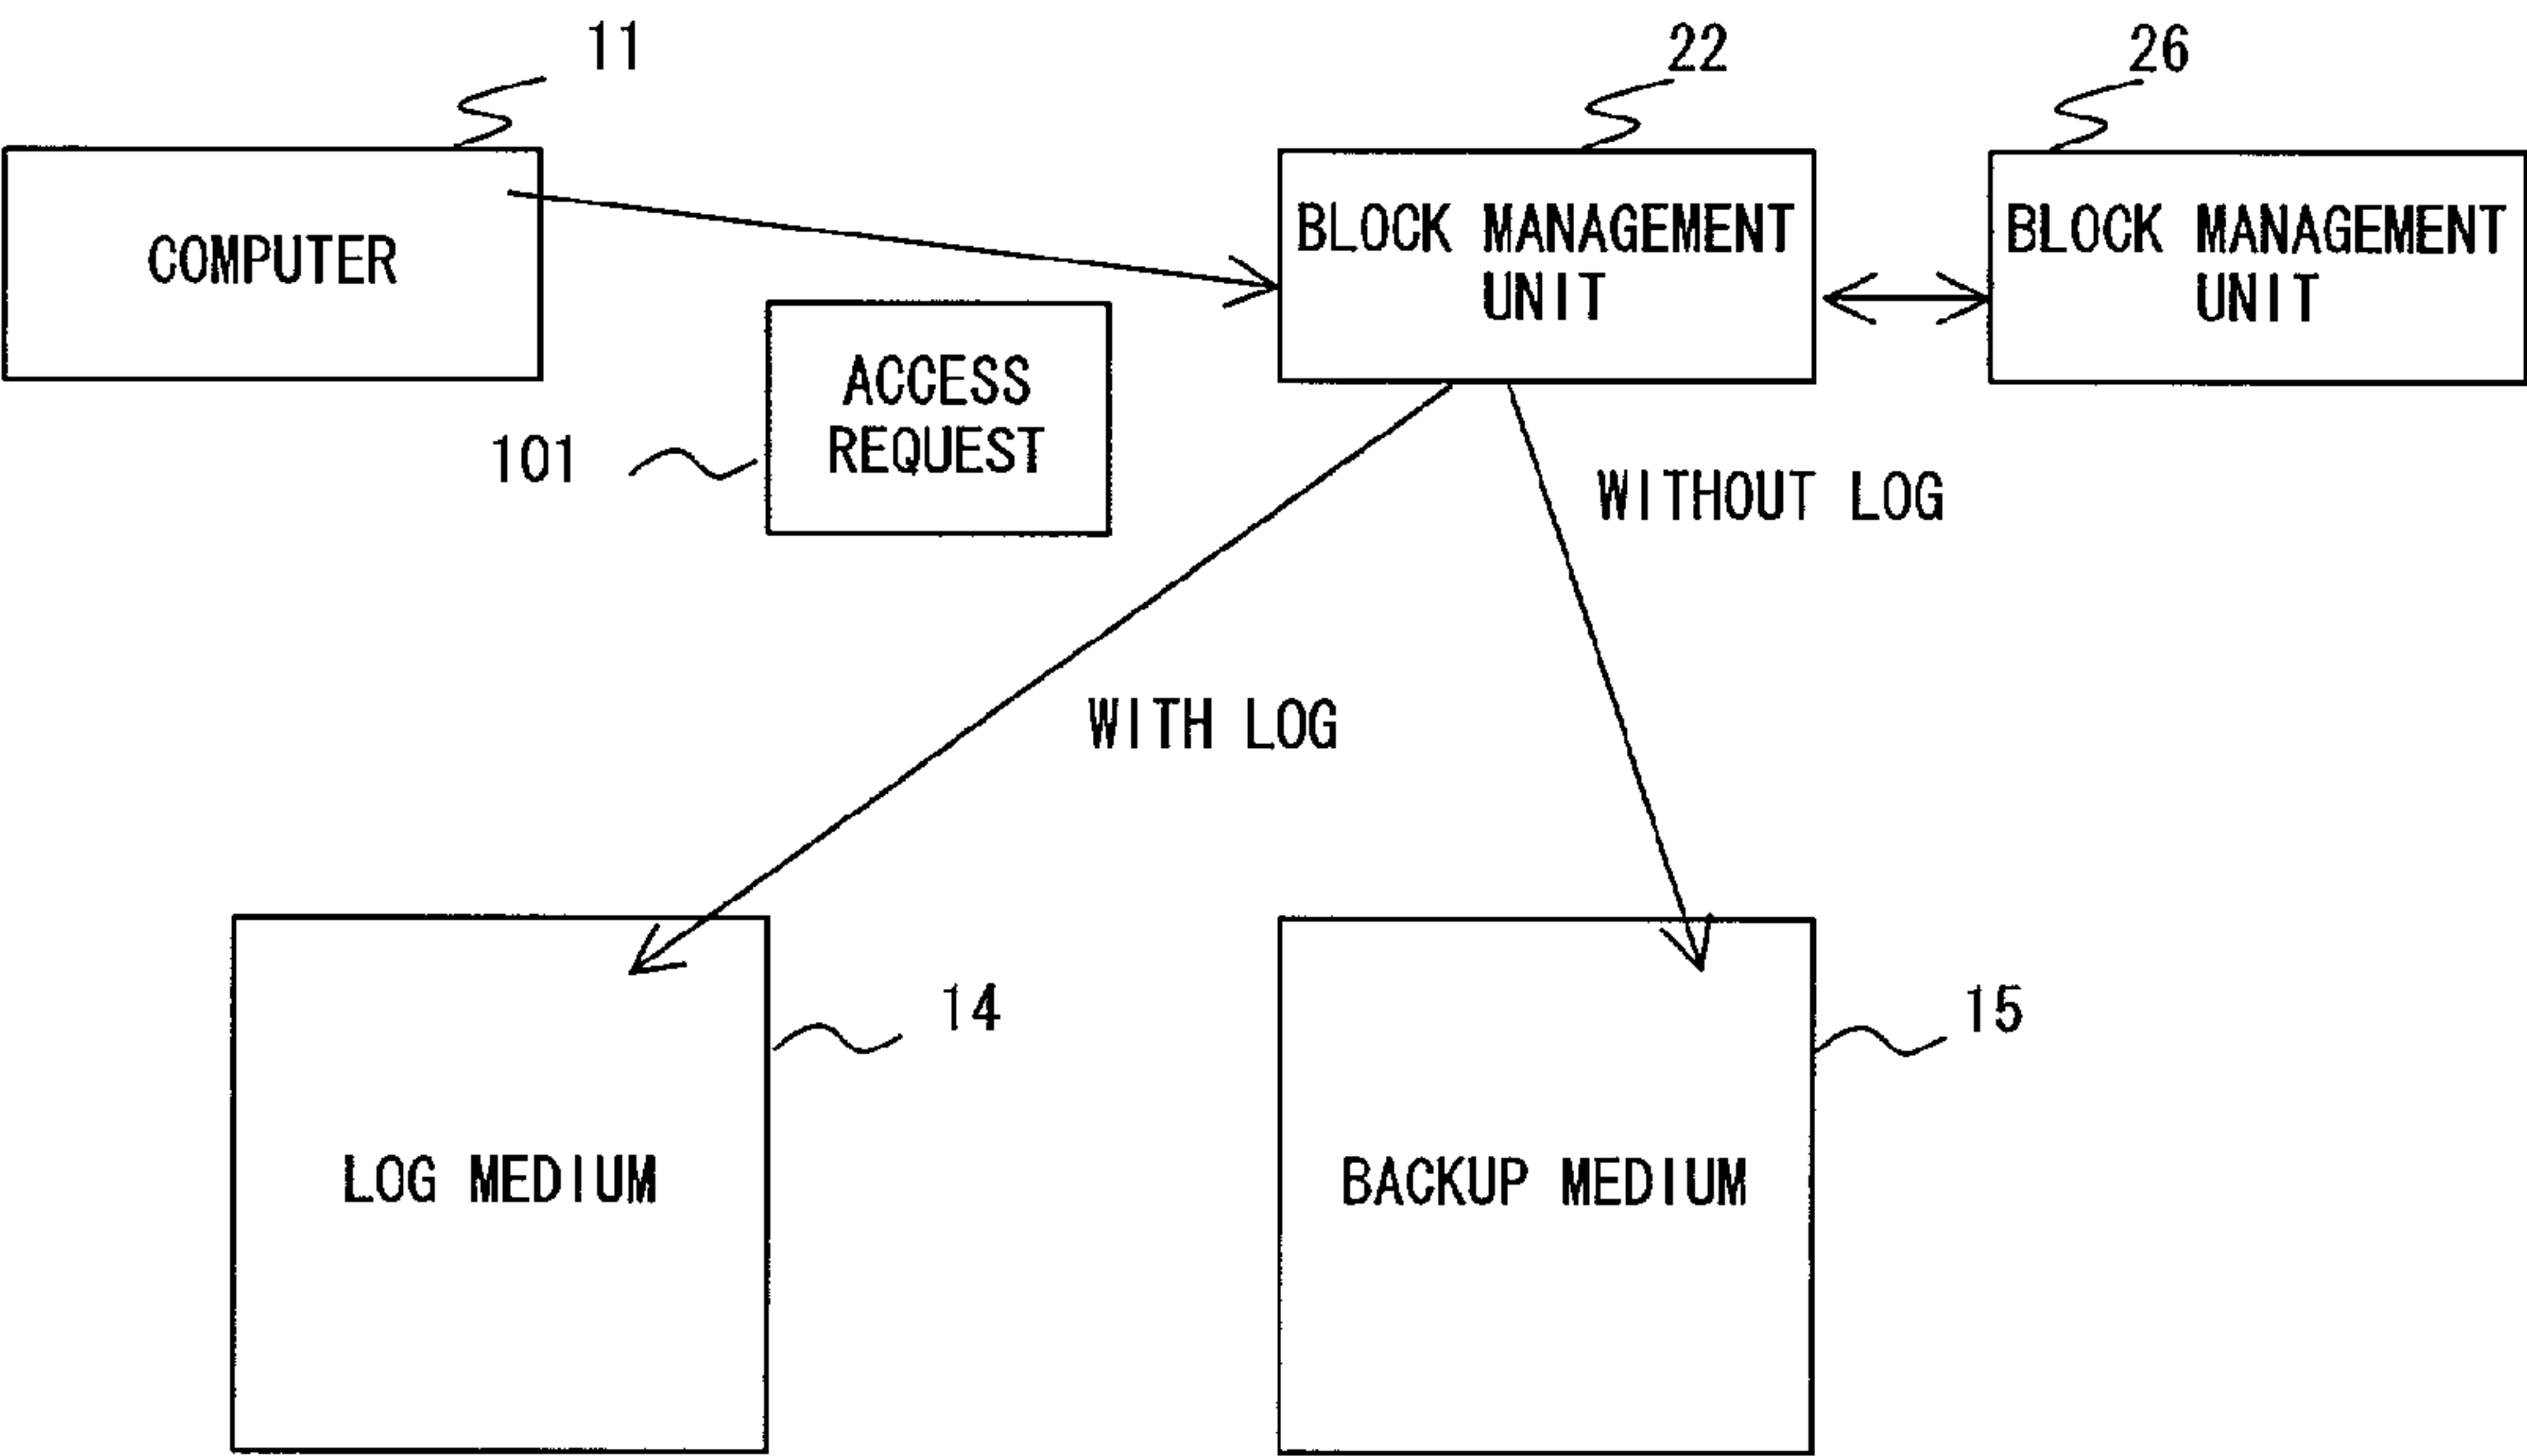 11
22
26
COMPUTER
BLOCK MANAGEMENT
UNIT
BLOCK MANAGEMENT
UNIT
ACCESS
REQUEST
101
WITHOUT LOG
WITH LOG
14
15
LOG MEDIUM
BACKUP MEDIUM